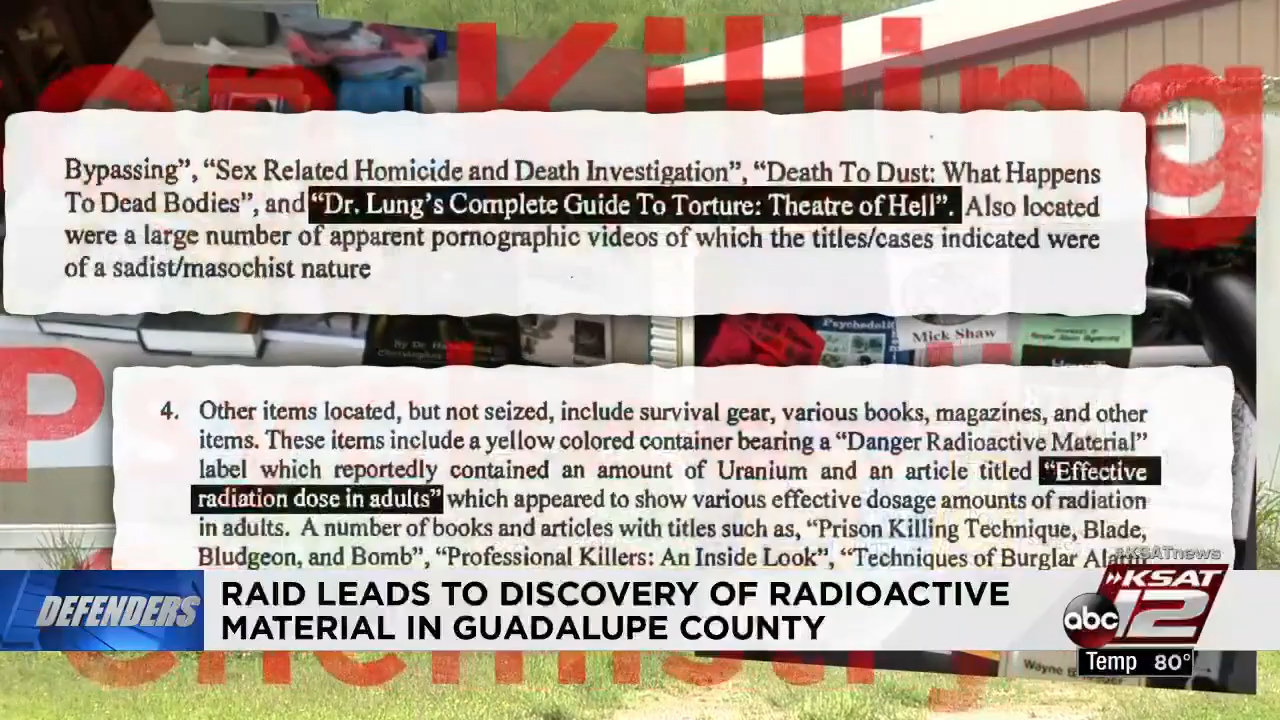 Killing
Bypassing”, “Sex Related Homicide and Death Investigation”, “Death To Dust: What Happens
To Dead Bodies”, and “Dr. Lung’s Complete Guide To Torture: Theatre of Hell”. Also located
were a large number of apparent pornographic videos of which the titles/cases indicated were
of a sadist/masochist nature
Mick Shaw
4. Other items located, but not seized, include survival gear, various books, magazines, and other
items. These items include a yellow colored container bearing a “Danger Radioactive Material”
label which reportedly contained an amount of Uranium and an article titled “Effective
radiation dose in adults” which appeared to show various effective dosage amounts of radiation
in adults. A number of books and articles with titles such as, “Prison Killing Technique, Blade,
Bludgeon, and Bomb”, “Professional Killers: An Inside Look”, “Techniques of Burglar Alarm
#KSATnews
DEFENDERS
RAID LEADS TO DISCOVERY OF RADIOACTIVE
MATERIAL IN GUADALUPE COUNTY
KSAT
abc 12
Temp 80°
Wayne